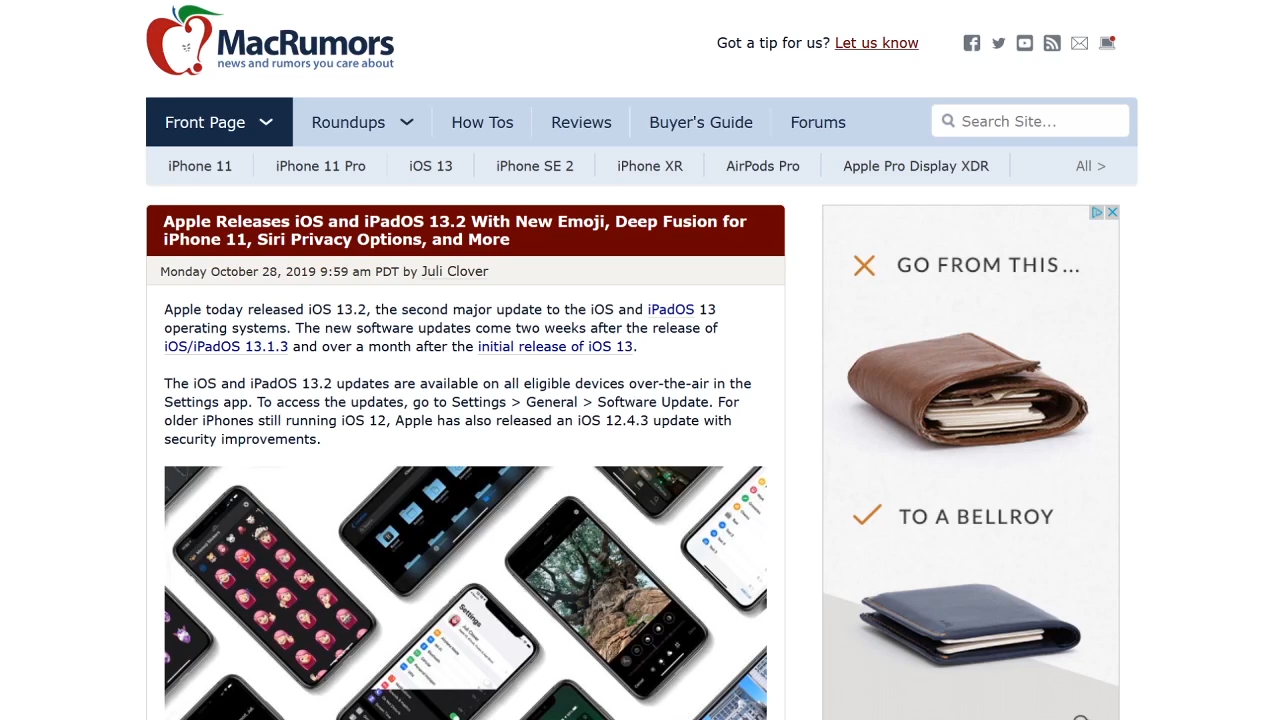 MacRumors
news and rumors you care about
Got a tip for us? Let us know
Front Page
Roundups
How Tos
Reviews
Buyer's Guide
Forums
Search Site...
iPhone 11
iPhone 11 Pro
iOS 13
iPhone SE 2
iPhone XR
AirPods Pro
Apple Pro Display XDR
All >
Apple Releases iOS and iPadOS 13.2 With New Emoji, Deep Fusion for
iPhone 11, Siri Privacy Options, and More
Monday October 28, 2019 9:59 am PDT by Juli Clover
Apple today released iOS 13.2, the second major update to the iOS and iPadOS 13
operating systems. The new software updates come two weeks after the release of
iOS/iPadOS 13.1.3 and over a month after the initial release of iOS 13.
The iOS and iPadOS 13.2 updates are available on all eligible devices over-the-air in the
Settings app. To access the updates, go to Settings > General > Software Update. For
older iPhones still running iOS 12, Apple has also released an iOS 12.4.3 update with
security improvements.
Settings
Juli Clover
GO FROM THIS...
TO A BELLROY